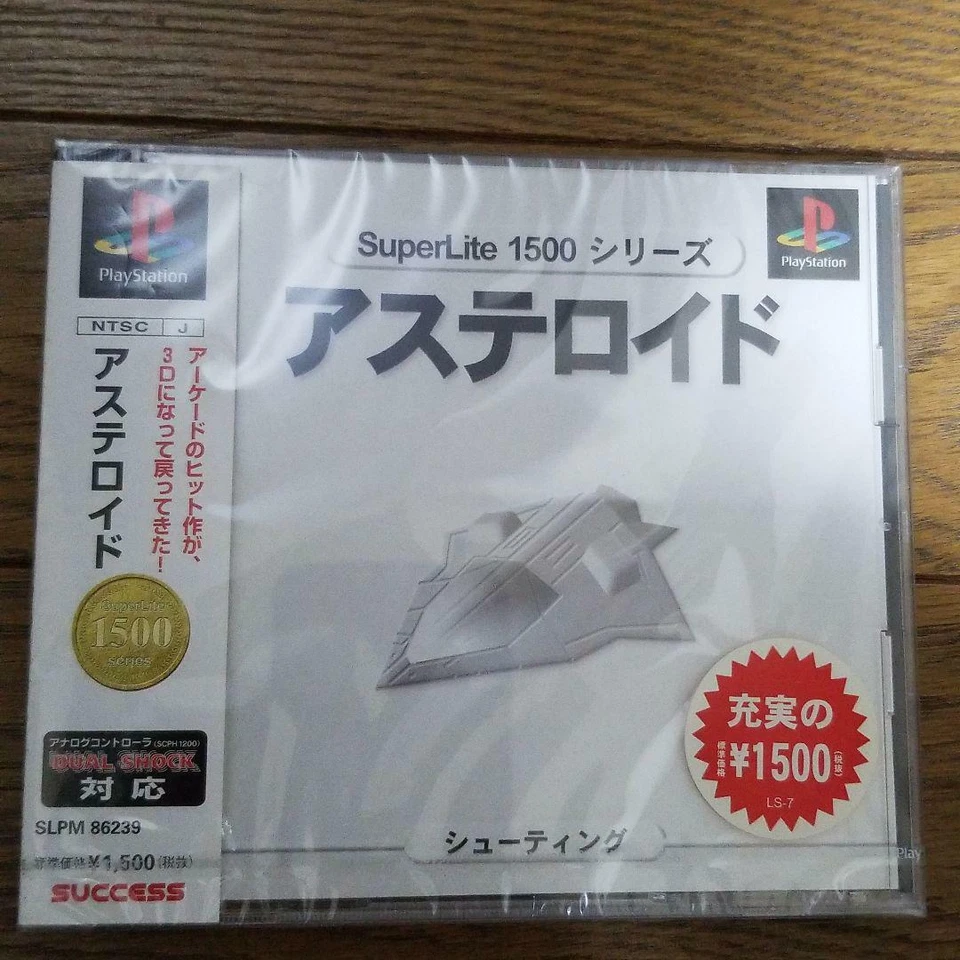 PlayStation
NTSC J
アーケードのヒット作が、
3Dになって戻ってきた!
アステロイド
SuperLite
1500
series
アナログコントローラ(SCPH1200)
DUAL SHOCK
対応
SLPM 86239
標準価格¥1,500(税抜)
SUCCESS
SuperLite 1500 シリーズ
PlayStation
アステロイド
充実の
標準価格 ¥1500 (税抜)
LS-7
シューティング
Play